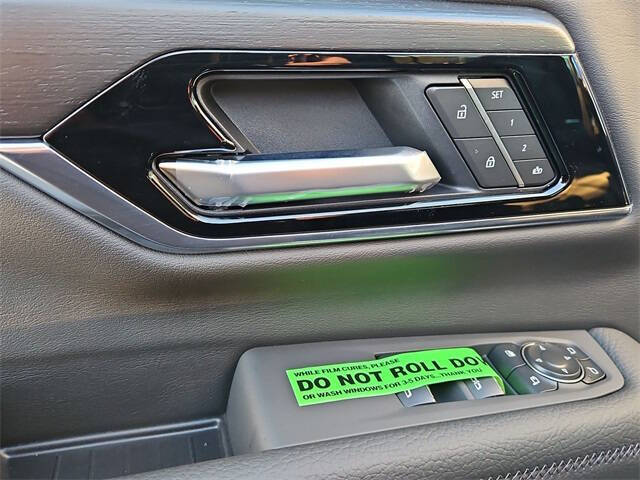 SET
1
2
WHILE FILM CURES, PLEASE
DO NOT ROLL DO
OR WASH WINDOWS FOR 3-5 DAYS...THANK YOU